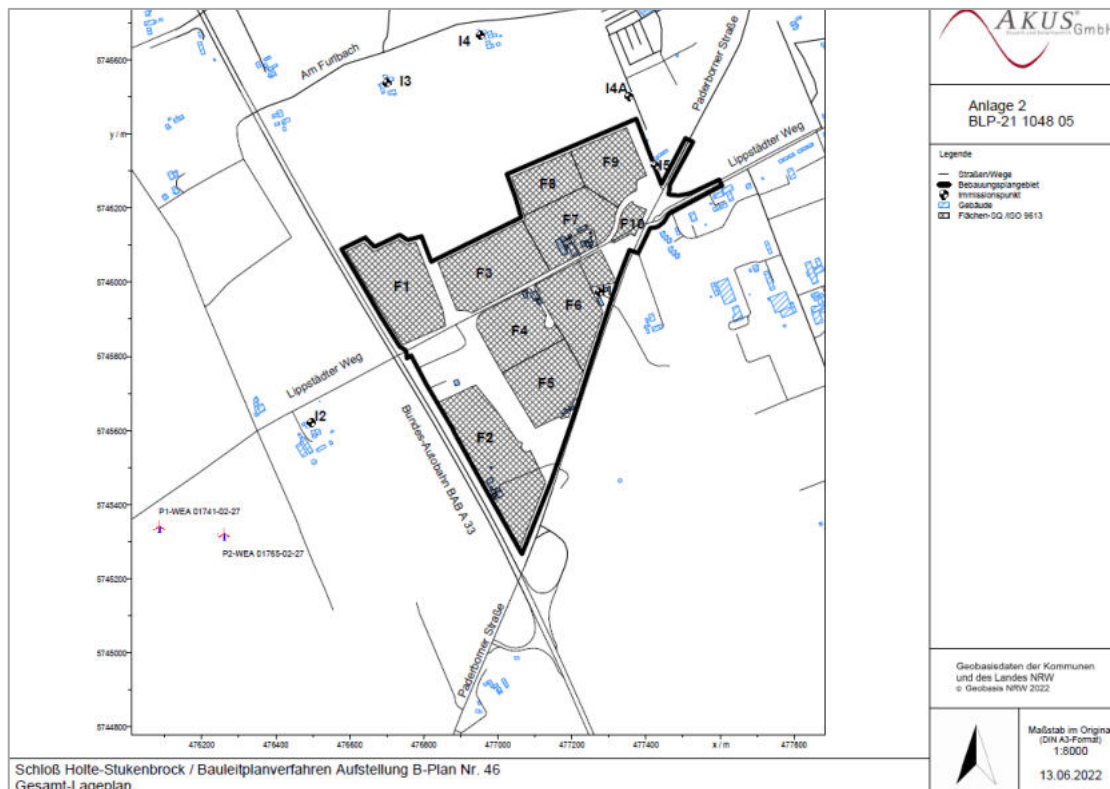 I4
I3
Am Furlbach
I4A
Paderborner Straße
Lippstädter Weg
I5
F9
F8
F7
F10
F3
F1
F6
F4
F5
F2
I2
Lippstädter Weg
Bundes-Autobahn BAB A 33
P1-WEA 01741-02-27
P2-WEA 01765-02-27
Paderborner Straße
5746600
y / m
5746200
5746000
5745800
5745600
5745400
5745200
5745000
5744800
476200
476400
476600
476800
477000
477200
477400
x / m
477800
AKUS GmbH
Anlage 2
BLP-21 1048 05
Legende
Straßen/Wege
Bebauungsplangebiet
Immissionspunkt
Gebäude
Flächen-SQ /ISO 9613
Geobasisdaten der Kommunen
und des Landes NRW
© Geobasis NRW 2022
Maßstab im Origina
(DIN A3-Format)
1:8000
13.06.2022
Schloß Holte-Stukenbrock / Bauleitplanverfahren Aufstellung B-Plan Nr. 46
Gesamt-Lageplan